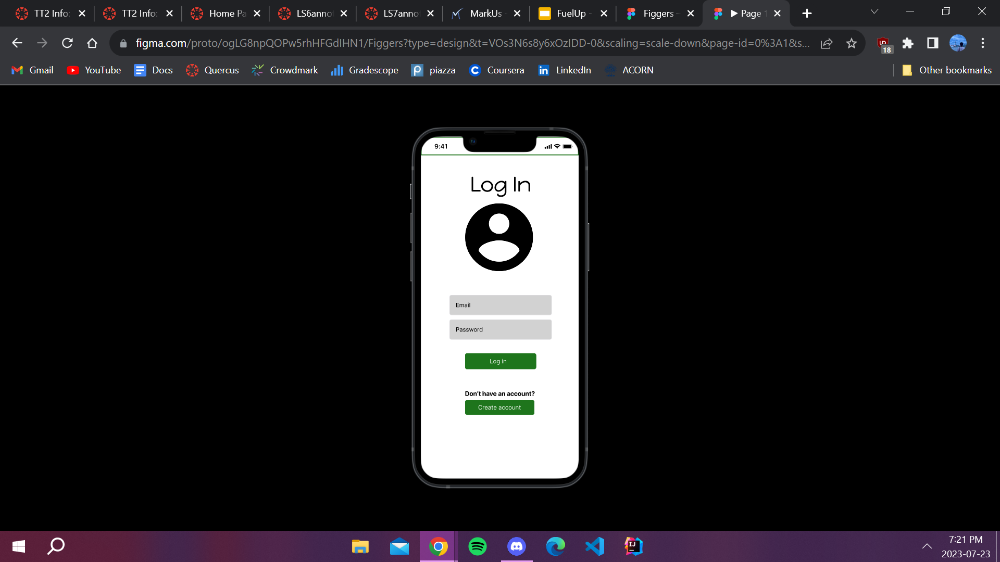 TT2 Info:
TT2 Info:
Home Pa
LS6anno
LS7anno
MarkUs -
FuelUp -
Figgers –
▶ Page 1
figma.com/proto/ogLG8npQOPw5rhHFGdIHN1/Figgers?type=design&t=VOs3N6s8y6xOzIDD-0&scaling=scale-down&page-id=0%3A1&s...
18
Gmail
YouTube
Docs
Quercus
Crowdmark
Gradescope
piazza
Coursera
LinkedIn
ACORN
Other bookmarks
9:41
Log In
Email
Password
Log in
Don't have an account?
Create account
7:21 PM
2023-07-23